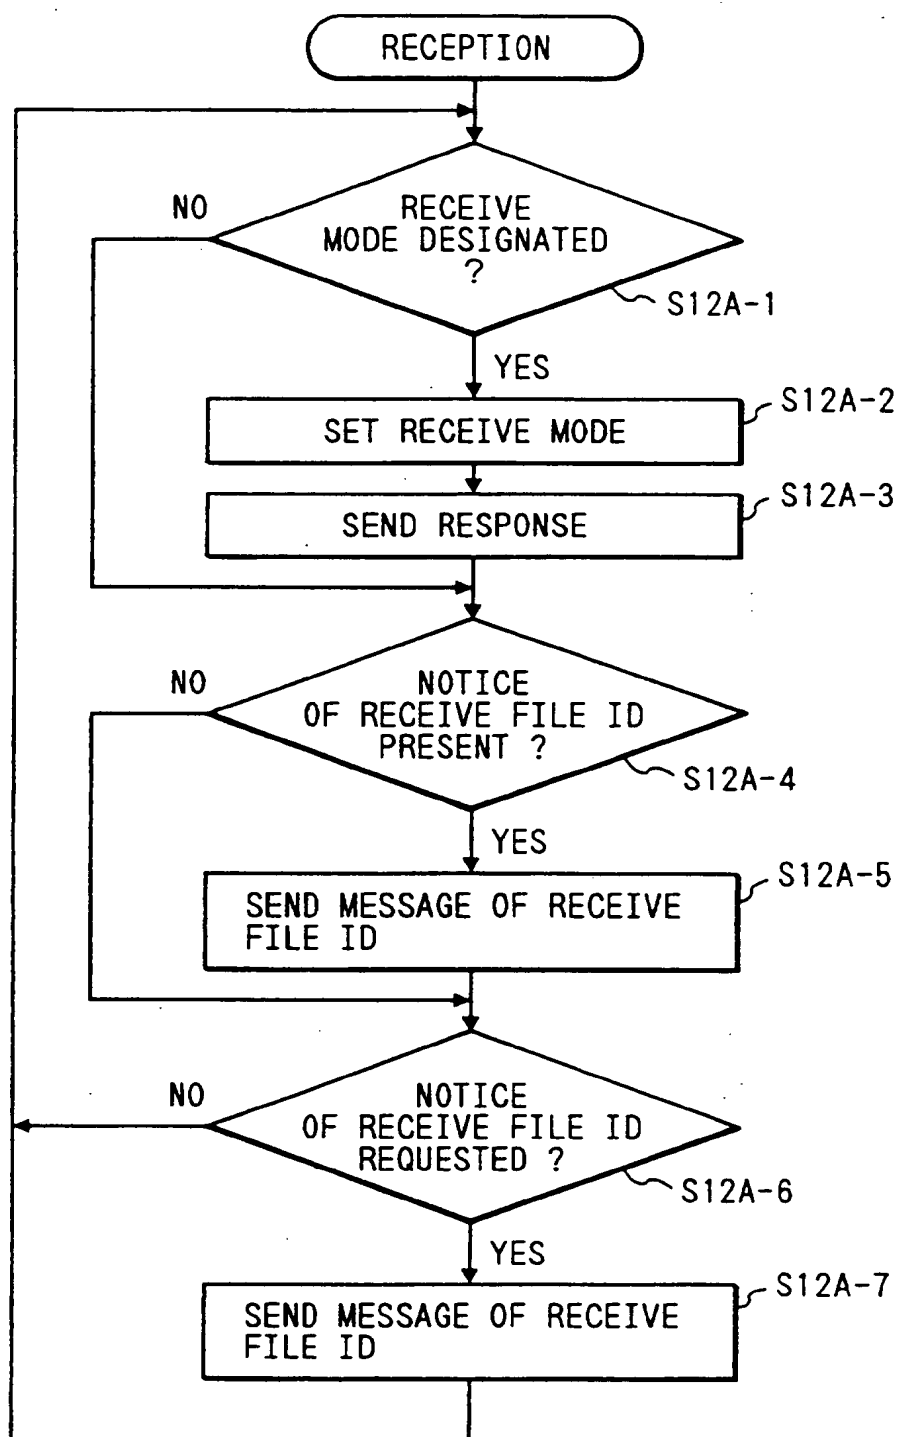 RECEPTION
NO
RECEIVE
MODE DESIGNATED
?
S12A-1
YES
S12A-2
SET RECEIVE MODE
S12A-3
SEND RESPONSE
NO
NOTICE
OF RECEIVE FILE ID
PRESENT ?
S12A-4
YES
S12A-5
SEND MESSAGE OF RECEIVE
FILE ID
NO
NOTICE
OF RECEIVE FILE ID
REQUESTED ?
S12A-6
YES
S12A-7
SEND MESSAGE OF RECEIVE
FILE ID